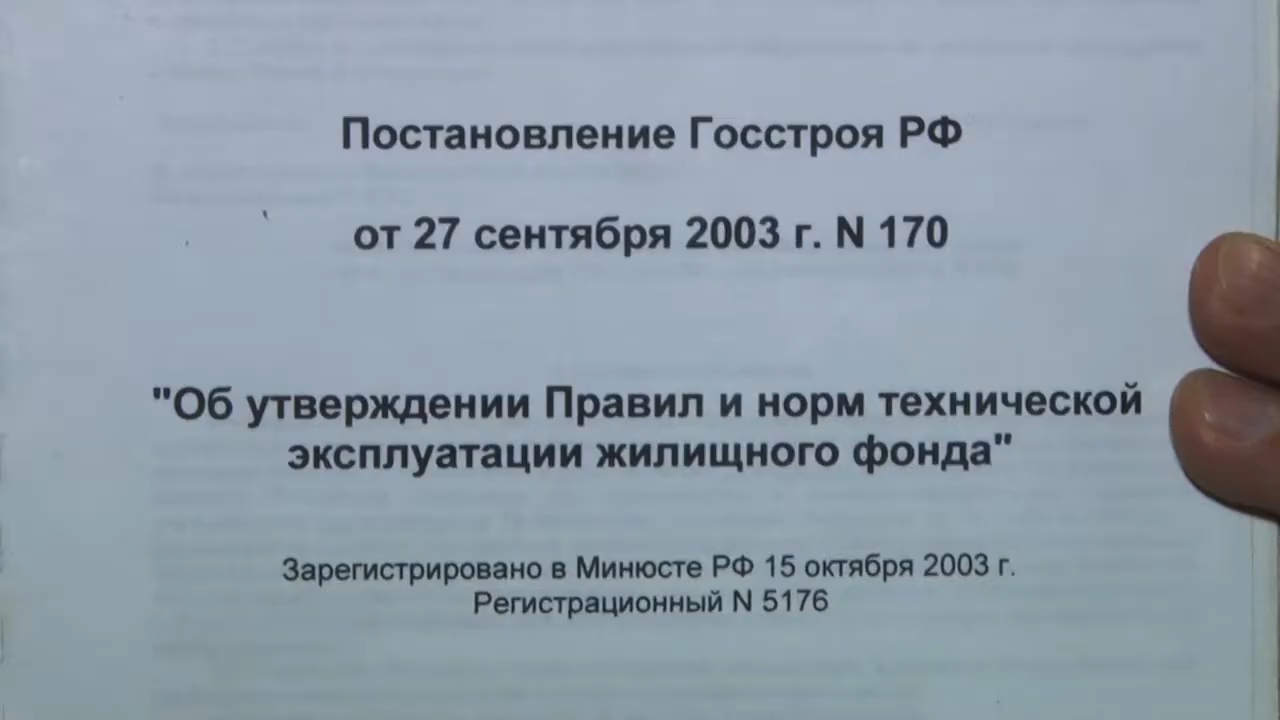 Постановление Госстроя РФ
от 27 сентября 2003 г. N 170
"Об утверждении Правил и норм технической
эксплуатации жилищного фонда"
Зарегистрировано в Минюсте РФ 15 октября 2003 г.
Регистрационный N 5176